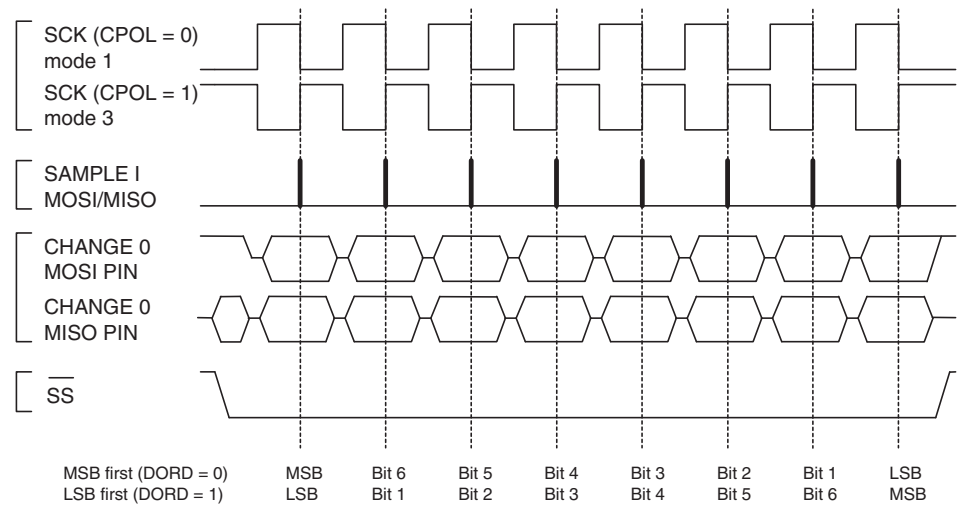 SCK (CPOL = 0)
mode 1
SCK (CPOL = 1)
mode 3
SAMPLE I
MOSI/MISO
CHANGE 0
MOSI PIN
CHANGE 0
MISO PIN
SS
MSB first (DORD = 0) MSB Bit 6 Bit 5 Bit 4 Bit 3 Bit 2 Bit 1 LSB
LSB first (DORD = 1) LSB Bit 1 Bit 2 Bit 3 Bit 4 Bit 5 Bit 6 MSB